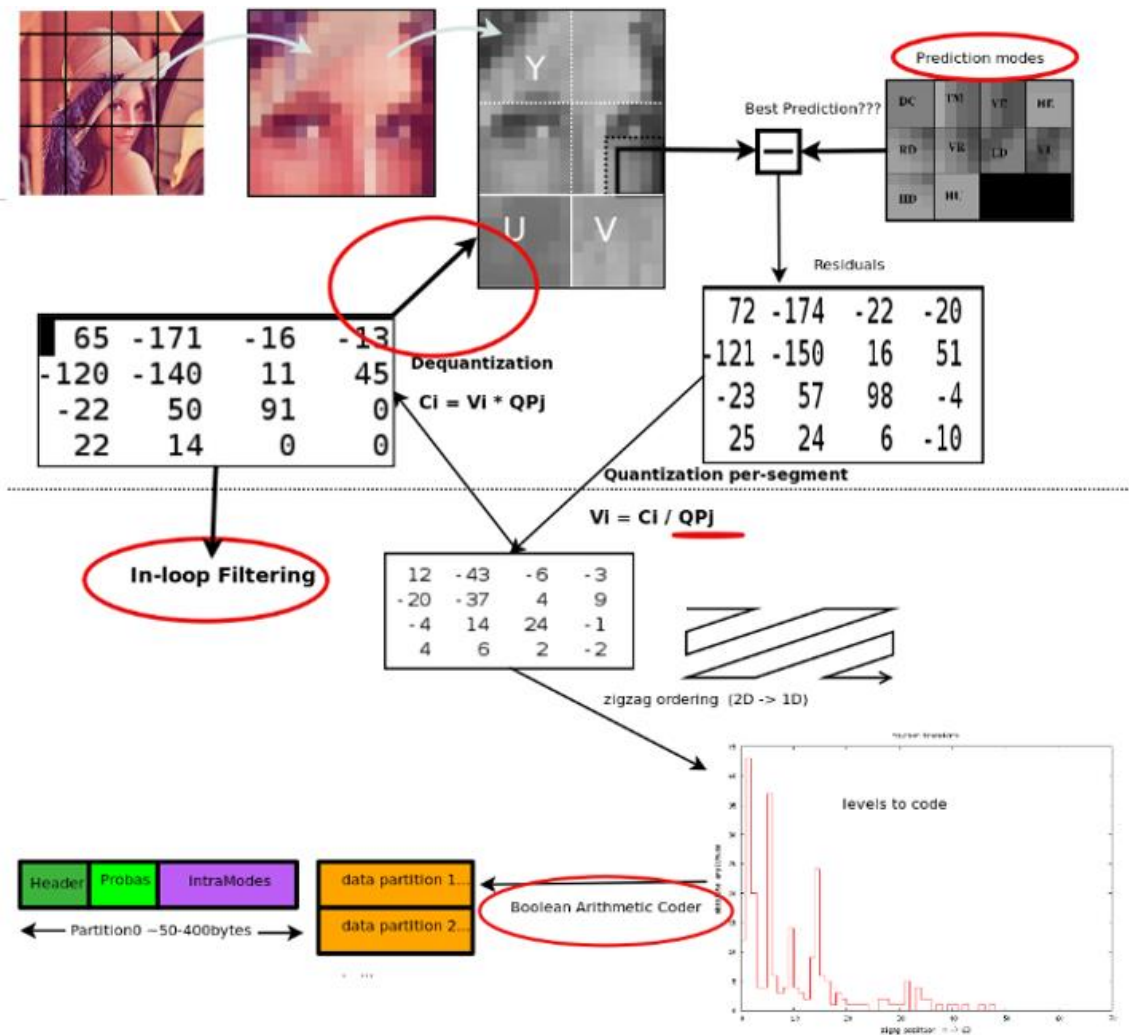 Prediction modes
Y
Best Prediction???
DC TM VE HE
RD VR LD VL
HD HU
U V
Residuals
72 -174 -22 -20
-121 -150 16 51
-23 57 98 -4
25 24 6 -10
65 -171 -16 -13
-120 -140 11 45
-22 50 91 0
22 14 0 0
Dequantization
Ci = Vi * QPj
Quantization per-segment
Vi = Ci / QPj
In-loop Filtering
12 -43 -6 -3
-20 -37 4 9
-4 14 24 -1
4 6 2 -2
zigzag ordering (2D -> 1D)
levels to code
Header Probas IntraModes
data partition 1...
Boolean Arithmetic Coder
Partition0 ~50-400bytes
data partition 2...
...